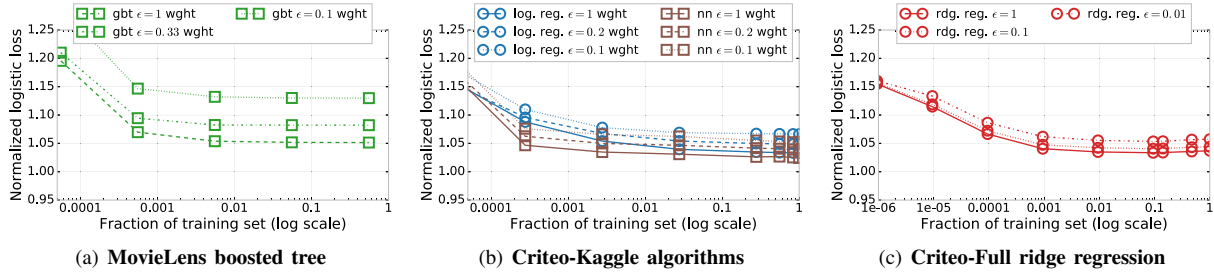 gbt ϵ=1 wght
gbt ϵ=0.1 wght
gbt ϵ=0.33 wght
1.25
1.20
1.15
1.10
1.05
1.00
0.95
Normalized logistic loss
0.0001
0.001
0.01
0.1
1
Fraction of training set (log scale)
(a) MovieLens boosted tree
log. reg. ϵ=1 wght
nn ϵ=1 wght
log. reg. ϵ=0.2 wght
nn ϵ=0.2 wght
log. reg. ϵ=0.1 wght
nn ϵ=0.1 wght
1.25
1.20
1.15
1.10
1.05
1.00
0.95
Normalized logistic loss
0.0001
0.001
0.01
0.1
1
Fraction of training set (log scale)
(b) Criteo-Kaggle algorithms
rdg. regr. ϵ=1
rdg. regr. ϵ=0.01
rdg. regr. ϵ=0.1
1.25
1.20
1.15
1.10
1.05
1.00
0.95
Normalized logistic loss
1e-06
1e-05
0.0001
0.001
0.01
0.1
1
Fraction of training set (log scale)
(c) Criteo-Full ridge regression